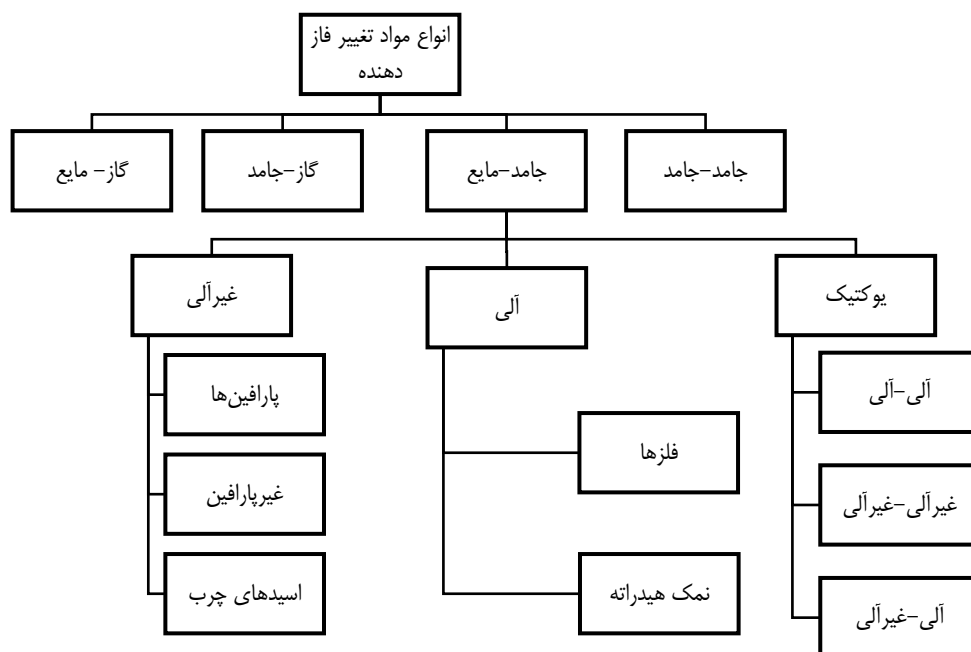 انواع مواد تغییر فاز
دهنده
جامد-جامد
جامد-مایع
گاز-جامد
گاز- مایع
یوکتیک
آلی
غیرآلی
آلی-آلی
غیرآلی-غیرآلی
آلی-غیرآلی
فلزها
نمک هیدراته
پارافین‌ها
غیرپارافین
اسیدهای چرب